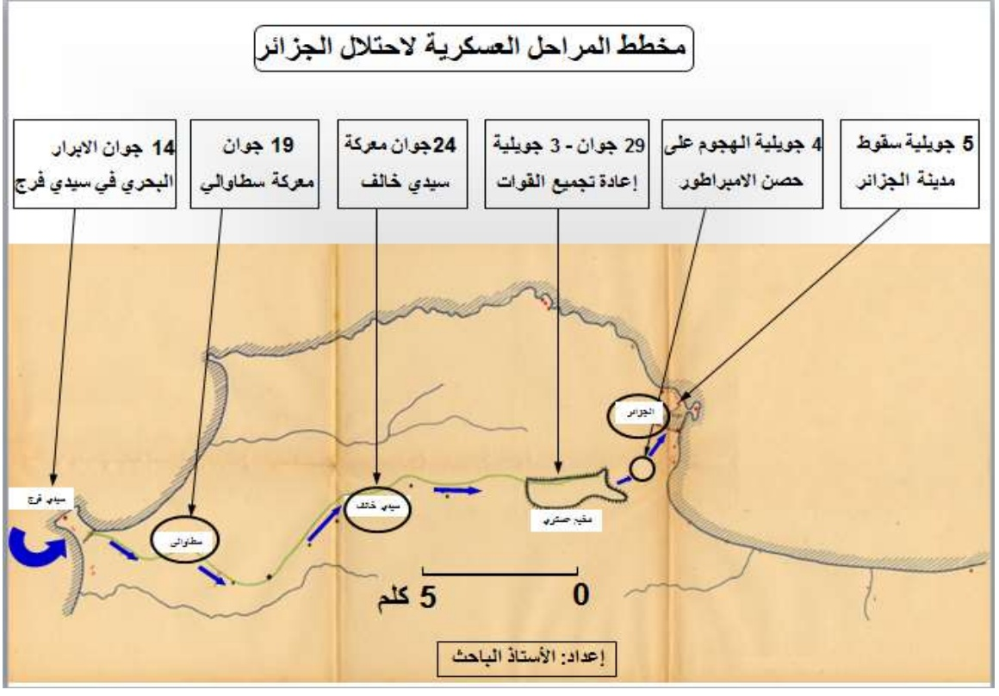 مخطط المراحل العسكرية لاحتلال الجزائر
5 جويلية سقوط
مدينة الجزائر
4 جويلية الهجوم على
حصن الامبراطور
29 جوان - 3 جويلية
إعادة تجميع القوات
24جوان معركة
سيدي خالف
19 جوان
معركة سطاوالي
14 جوان الابرار
البحري في سيدي فرج
الجزائر
سيدي فرج
سيدي خالف
مخيم عسكري
سطاوالي
5 كلم
0
إعداد: الأستاذ الباحث